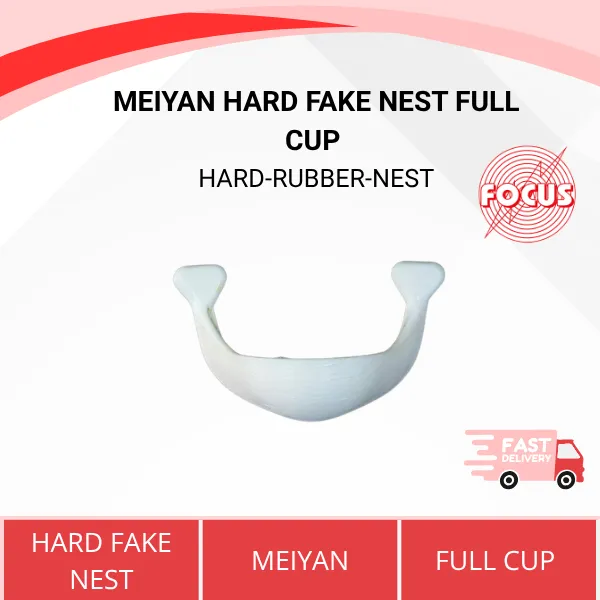 MEIYAN HARD FAKE NEST FULL
CUP
HARD-RUBBER-NEST
FOCUS
FAST
DELIVERY
HARD FAKE
NEST
MEIYAN
FULL CUP